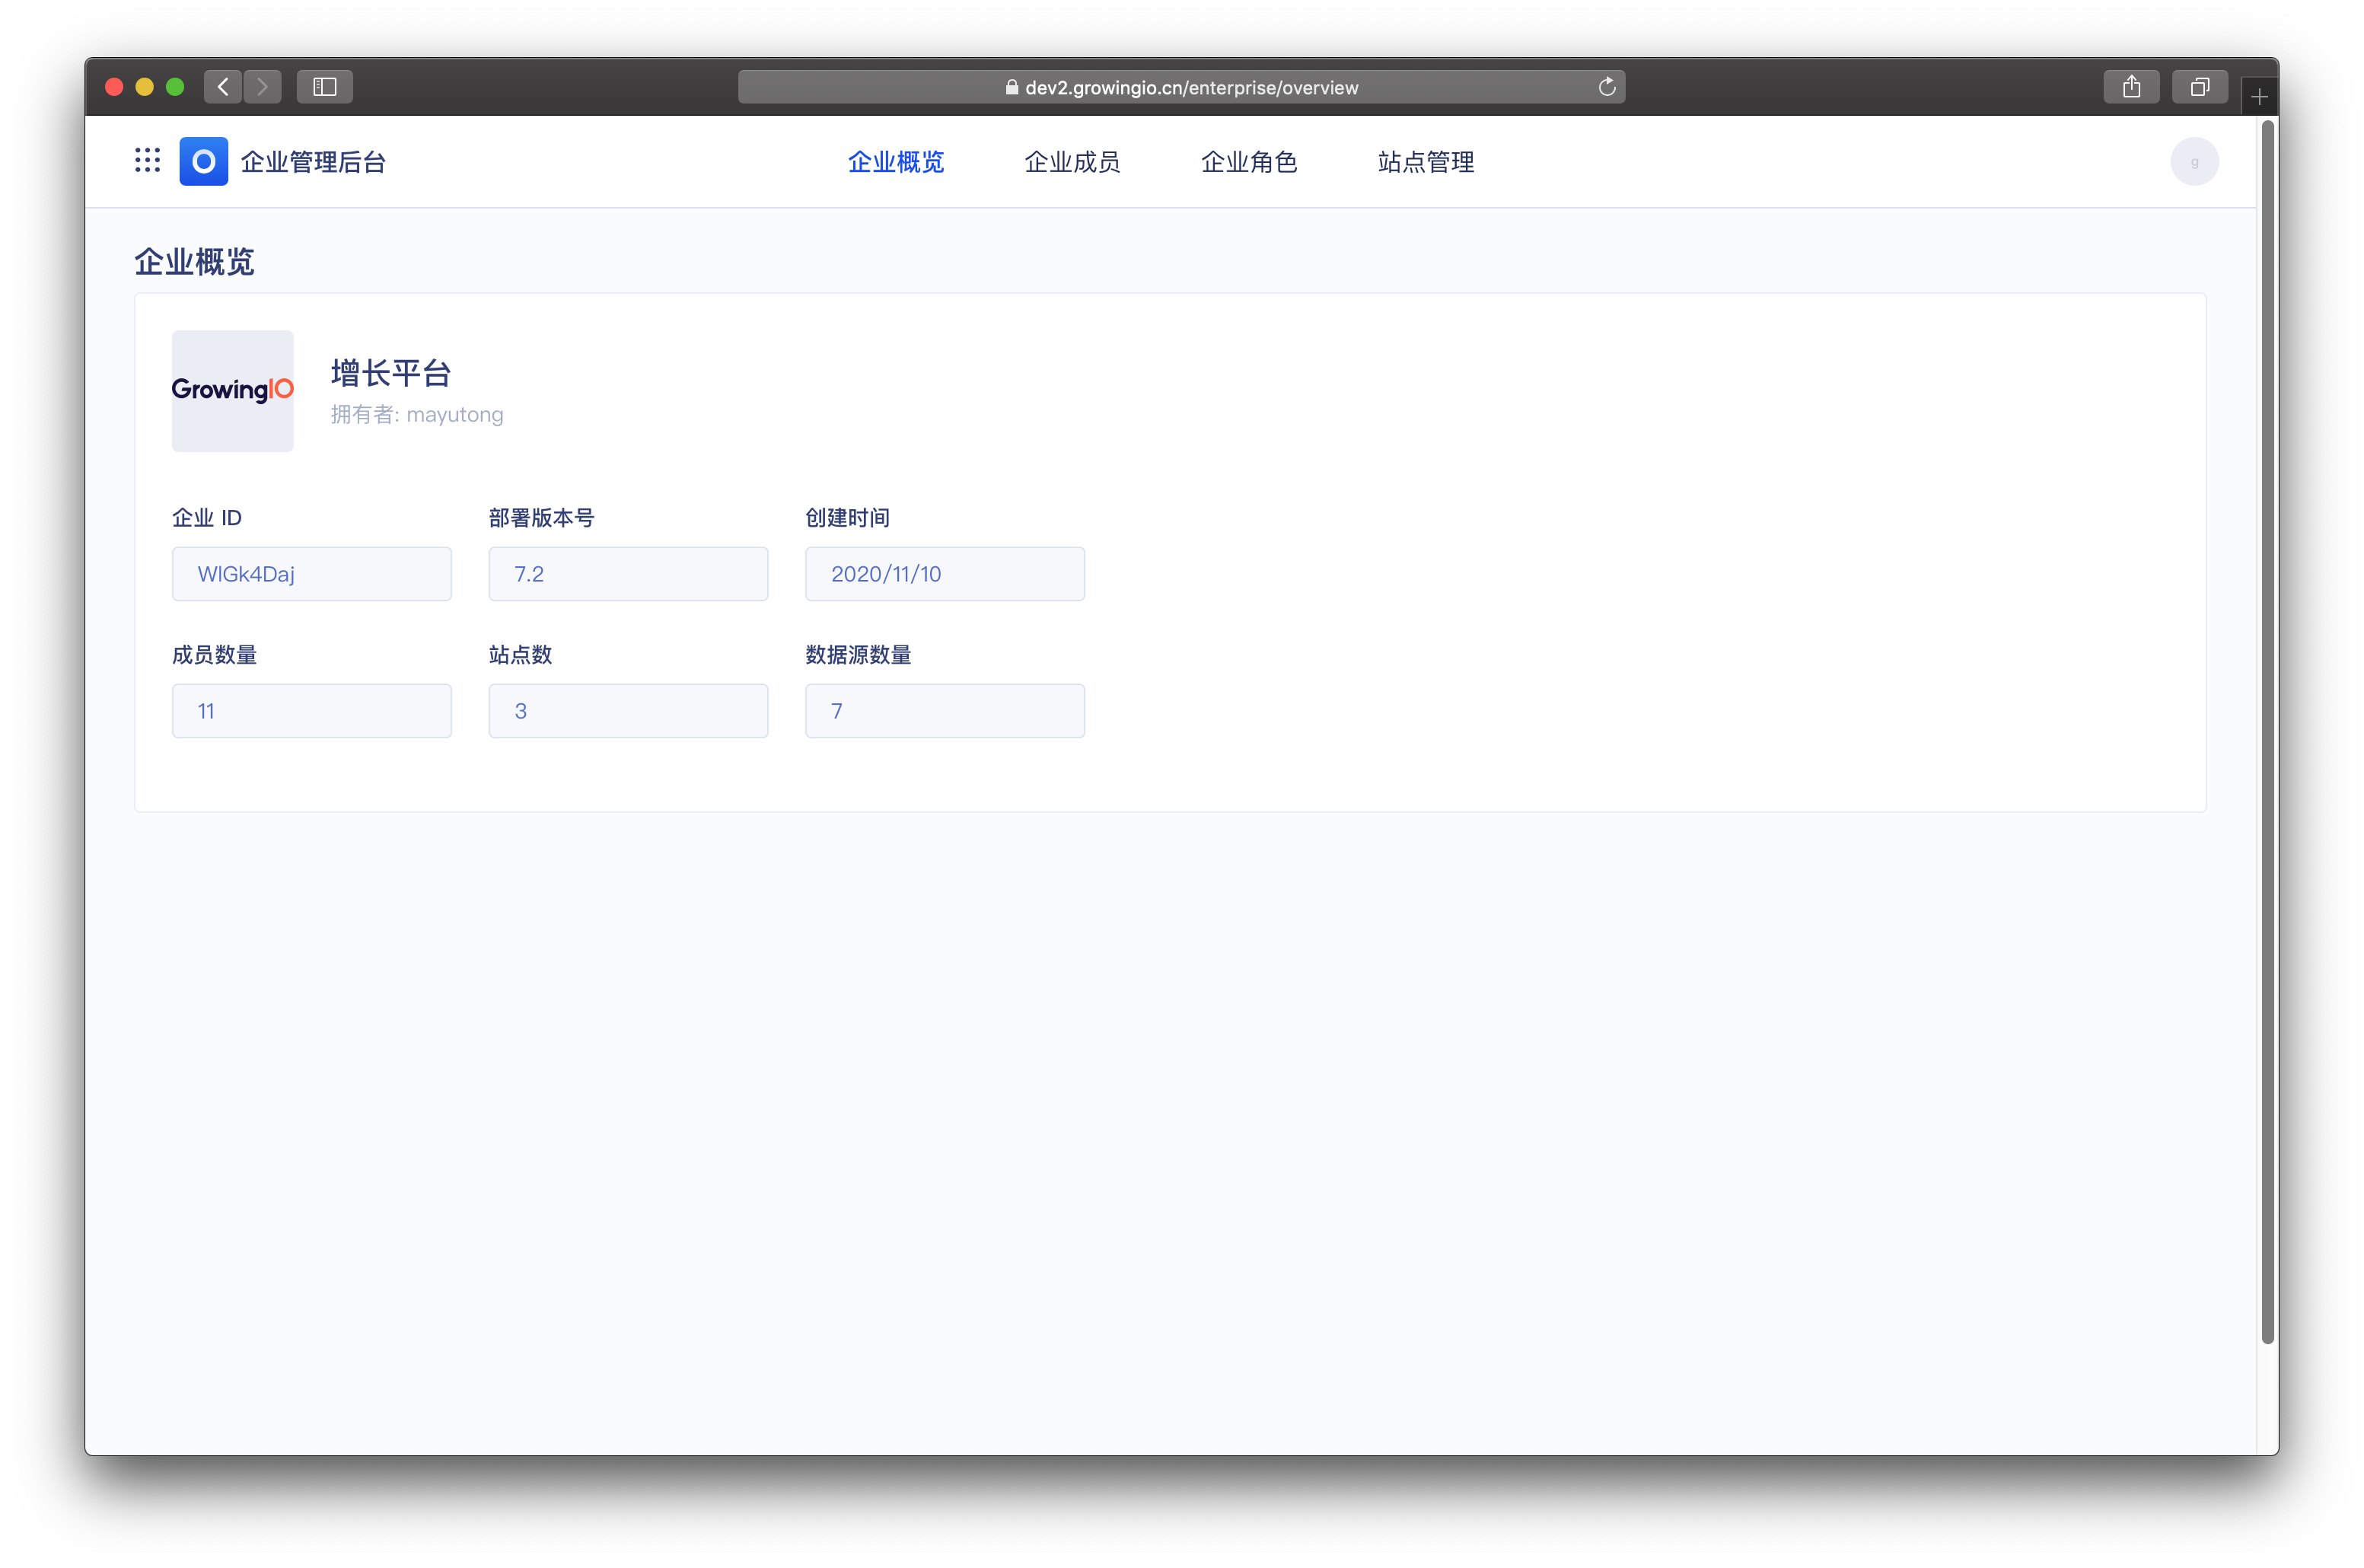 dev2.growingio.cn/enterprise/overview
企业管理后台
企业概览 企业成员 企业角色 站点管理
g
企业概览
GrowingIO
增长平台
拥有者: mayutong
企业 ID 部署版本号 创建时间
WlGk4Daj 7.2 2020/11/10
成员数量 站点数 数据源数量
11 3 7